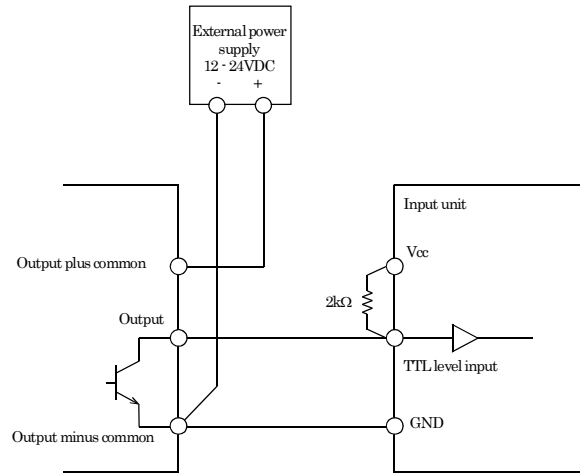 External power
supply
12 - 24VDC
- +
Input unit
Vcc
Output plus common
2kΩ
Output
TTL level input
GND
Output minus common